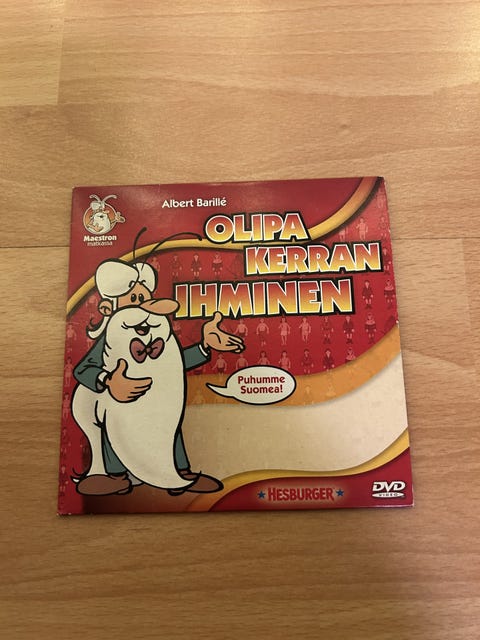 Albert Barillé
Maestron
matkassa
OLIPA
KERRAN
IHMINEN
Puhumme
Suomea!
HESBURGER
DVD
VIDEO